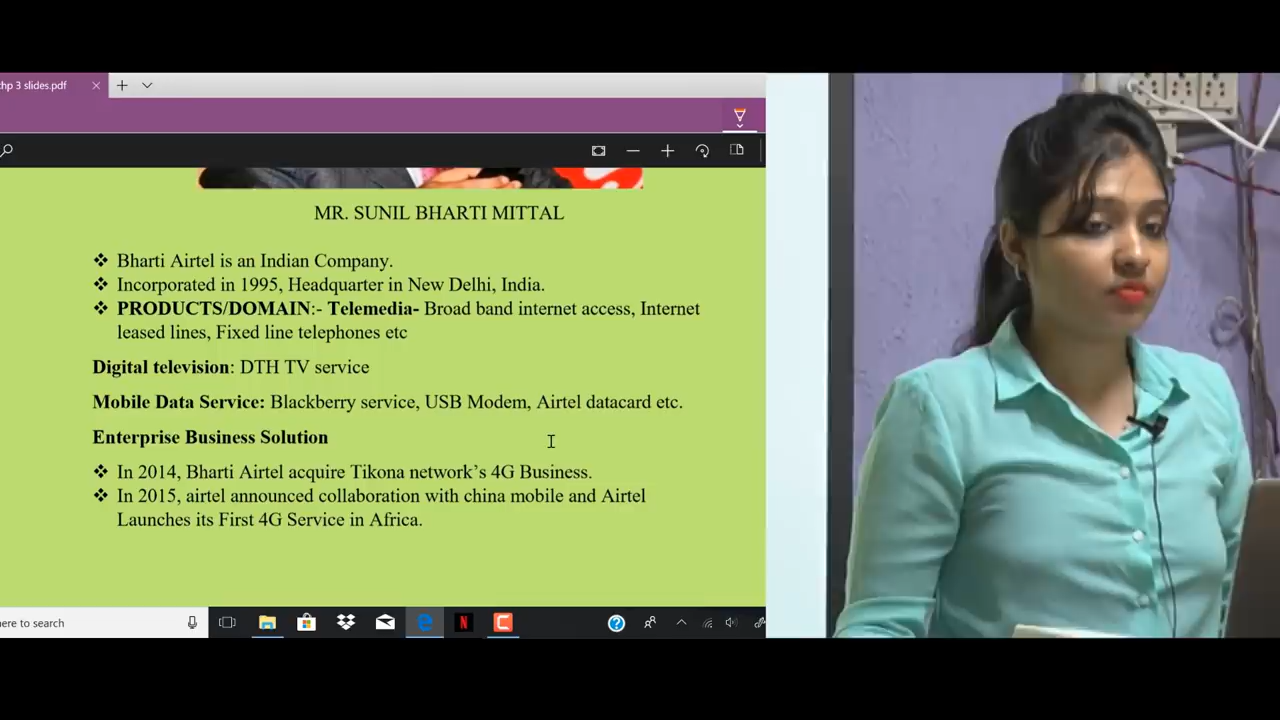 chp 3 slides.pdf
MR. SUNIL BHARTI MITTAL
❖ Bharti Airtel is an Indian Company.
❖ Incorporated in 1995, Headquarter in New Delhi, India.
❖ PRODUCTS/DOMAIN:- Telemedia- Broad band internet access, Internet
leased lines, Fixed line telephones etc
Digital television: DTH TV service
Mobile Data Service: Blackberry service, USB Modem, Airtel datacard etc.
Enterprise Business Solution
❖ In 2014, Bharti Airtel acquire Tikona network’s 4G Business.
❖ In 2015, airtel announced collaboration with china mobile and Airtel
Launches its First 4G Service in Africa.
ere to search